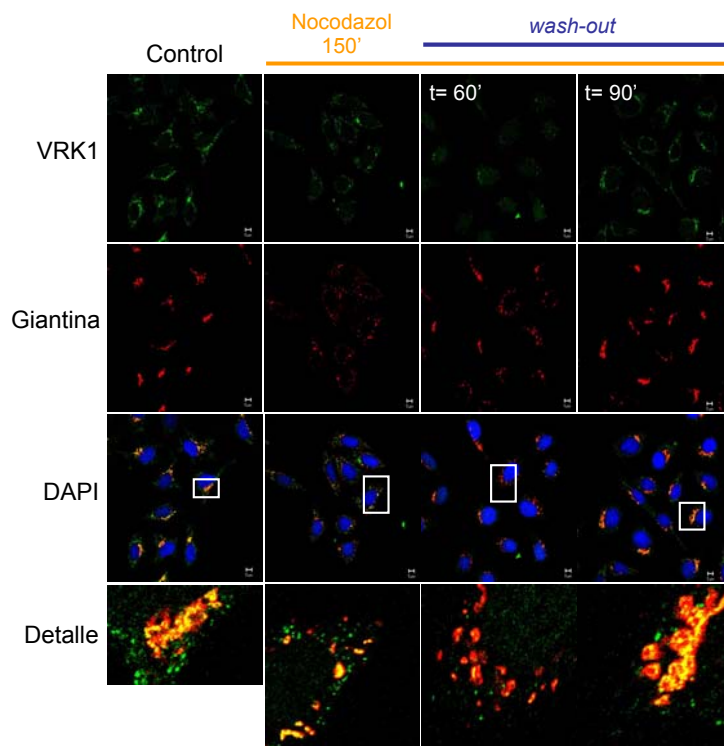 Nocodazol
150’
wash-out
Control
t= 60’
t= 90’
VRK1
Giantina
DAPI
Detalle